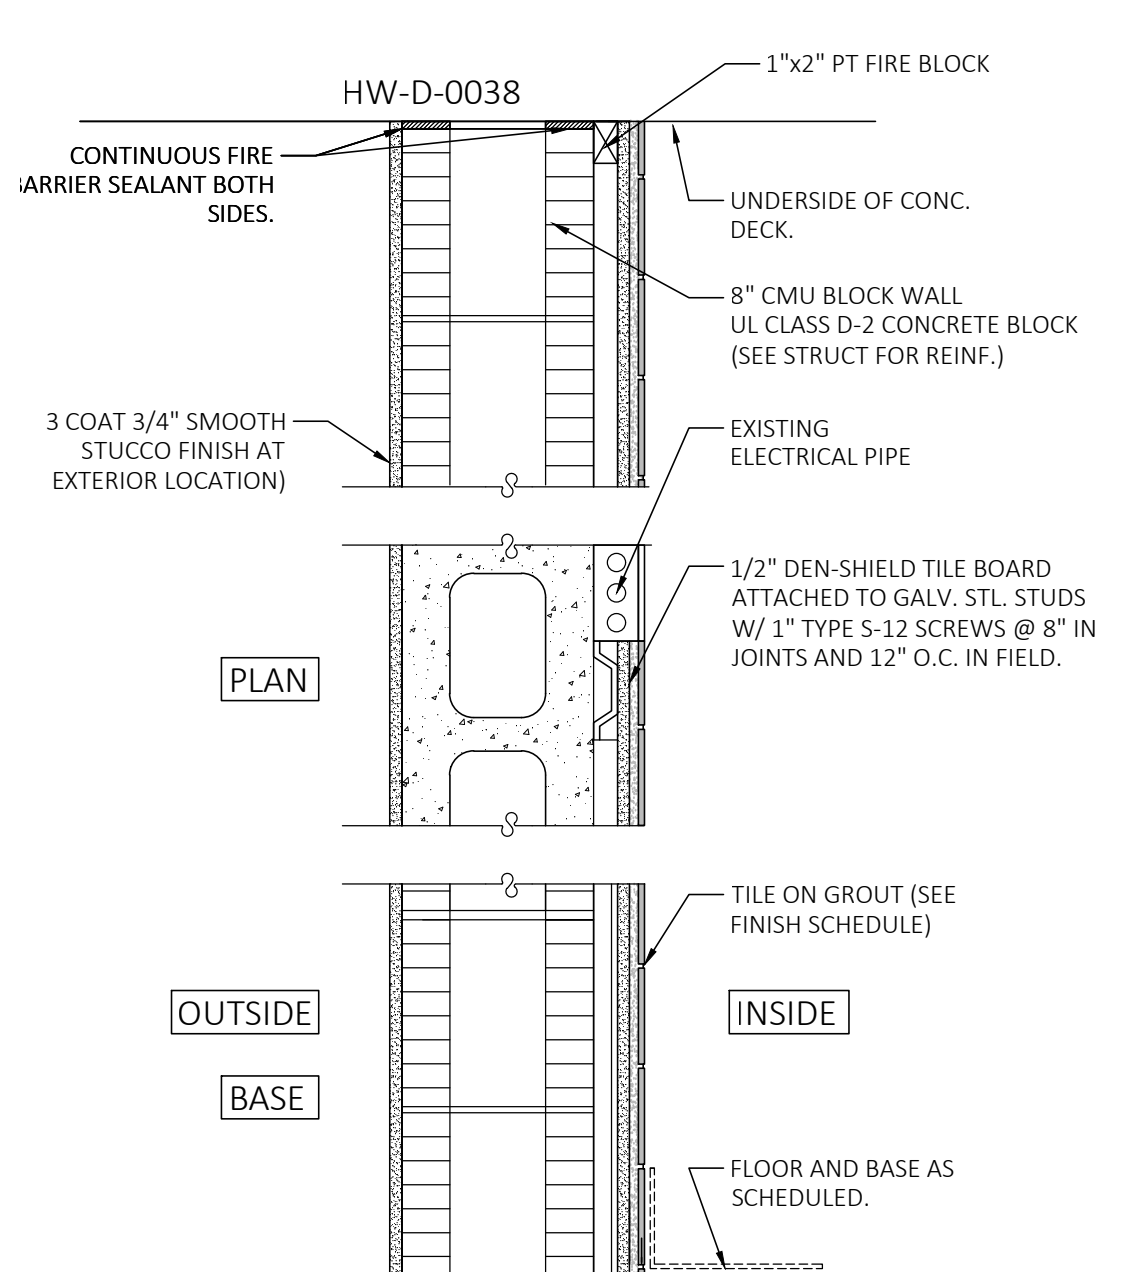 1"x2" PT FIRE BLOCK
HW-D-0038
CONTINUOUS FIRE
ARRIER SEALANT BOTH
SIDES.
UNDERSIDE OF CONC.
DECK.
8" CMU BLOCK WALL
UL CLASS D-2 CONCRETE BLOCK
(SEE STRUCT FOR REINF.)
3 COAT 3/4" SMOOTH
STUCCO FINISH AT
EXTERIOR LOCATION)
EXISTING
ELECTRICAL PIPE
1/2" DEN-SHIELD TILE BOARD
ATTACHED TO GALV. STL. STUDS
W/ 1" TYPE S-12 SCREWS @ 8" IN
JOINTS AND 12" O.C. IN FIELD.
PLAN
TILE ON GROUT (SEE
FINISH SCHEDULE)
OUTSIDE
INSIDE
BASE
FLOOR AND BASE AS
SCHEDULED.